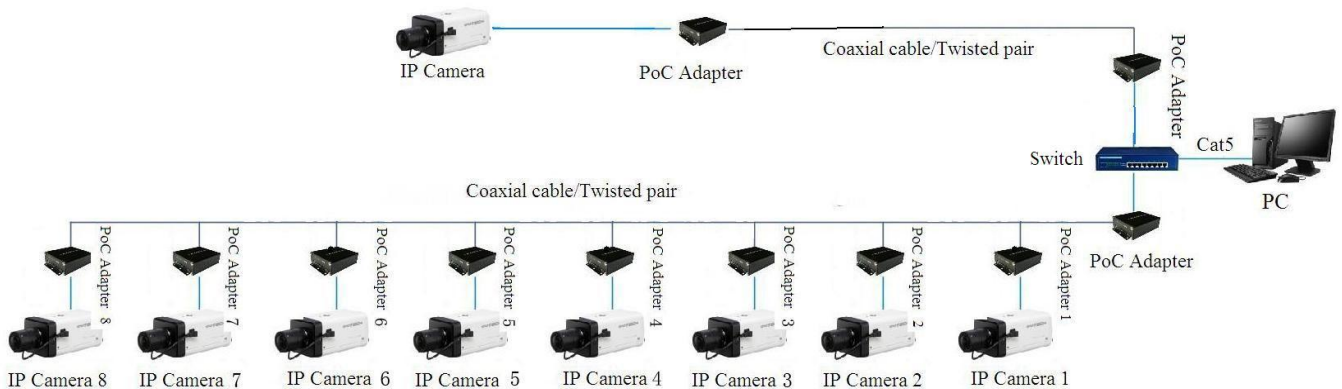 IP Camera
PoC Adapter
Coaxial cable/Twisted pair
PoC Adapter
Switch
Cat5
PC
Coaxial cable/Twisted pair
PoC Adapter
PoC Adapter 8
PoC Adapter 7
PoC Adapter 6
PoC Adapter 5
PoC Adapter 4
PoC Adapter 3
PoC Adapter 2
PoC Adapter 1
IP Camera 8
IP Camera 7
IP Camera 6
IP Camera 5
IP Camera 4
IP Camera 3
IP Camera 2
IP Camera 1